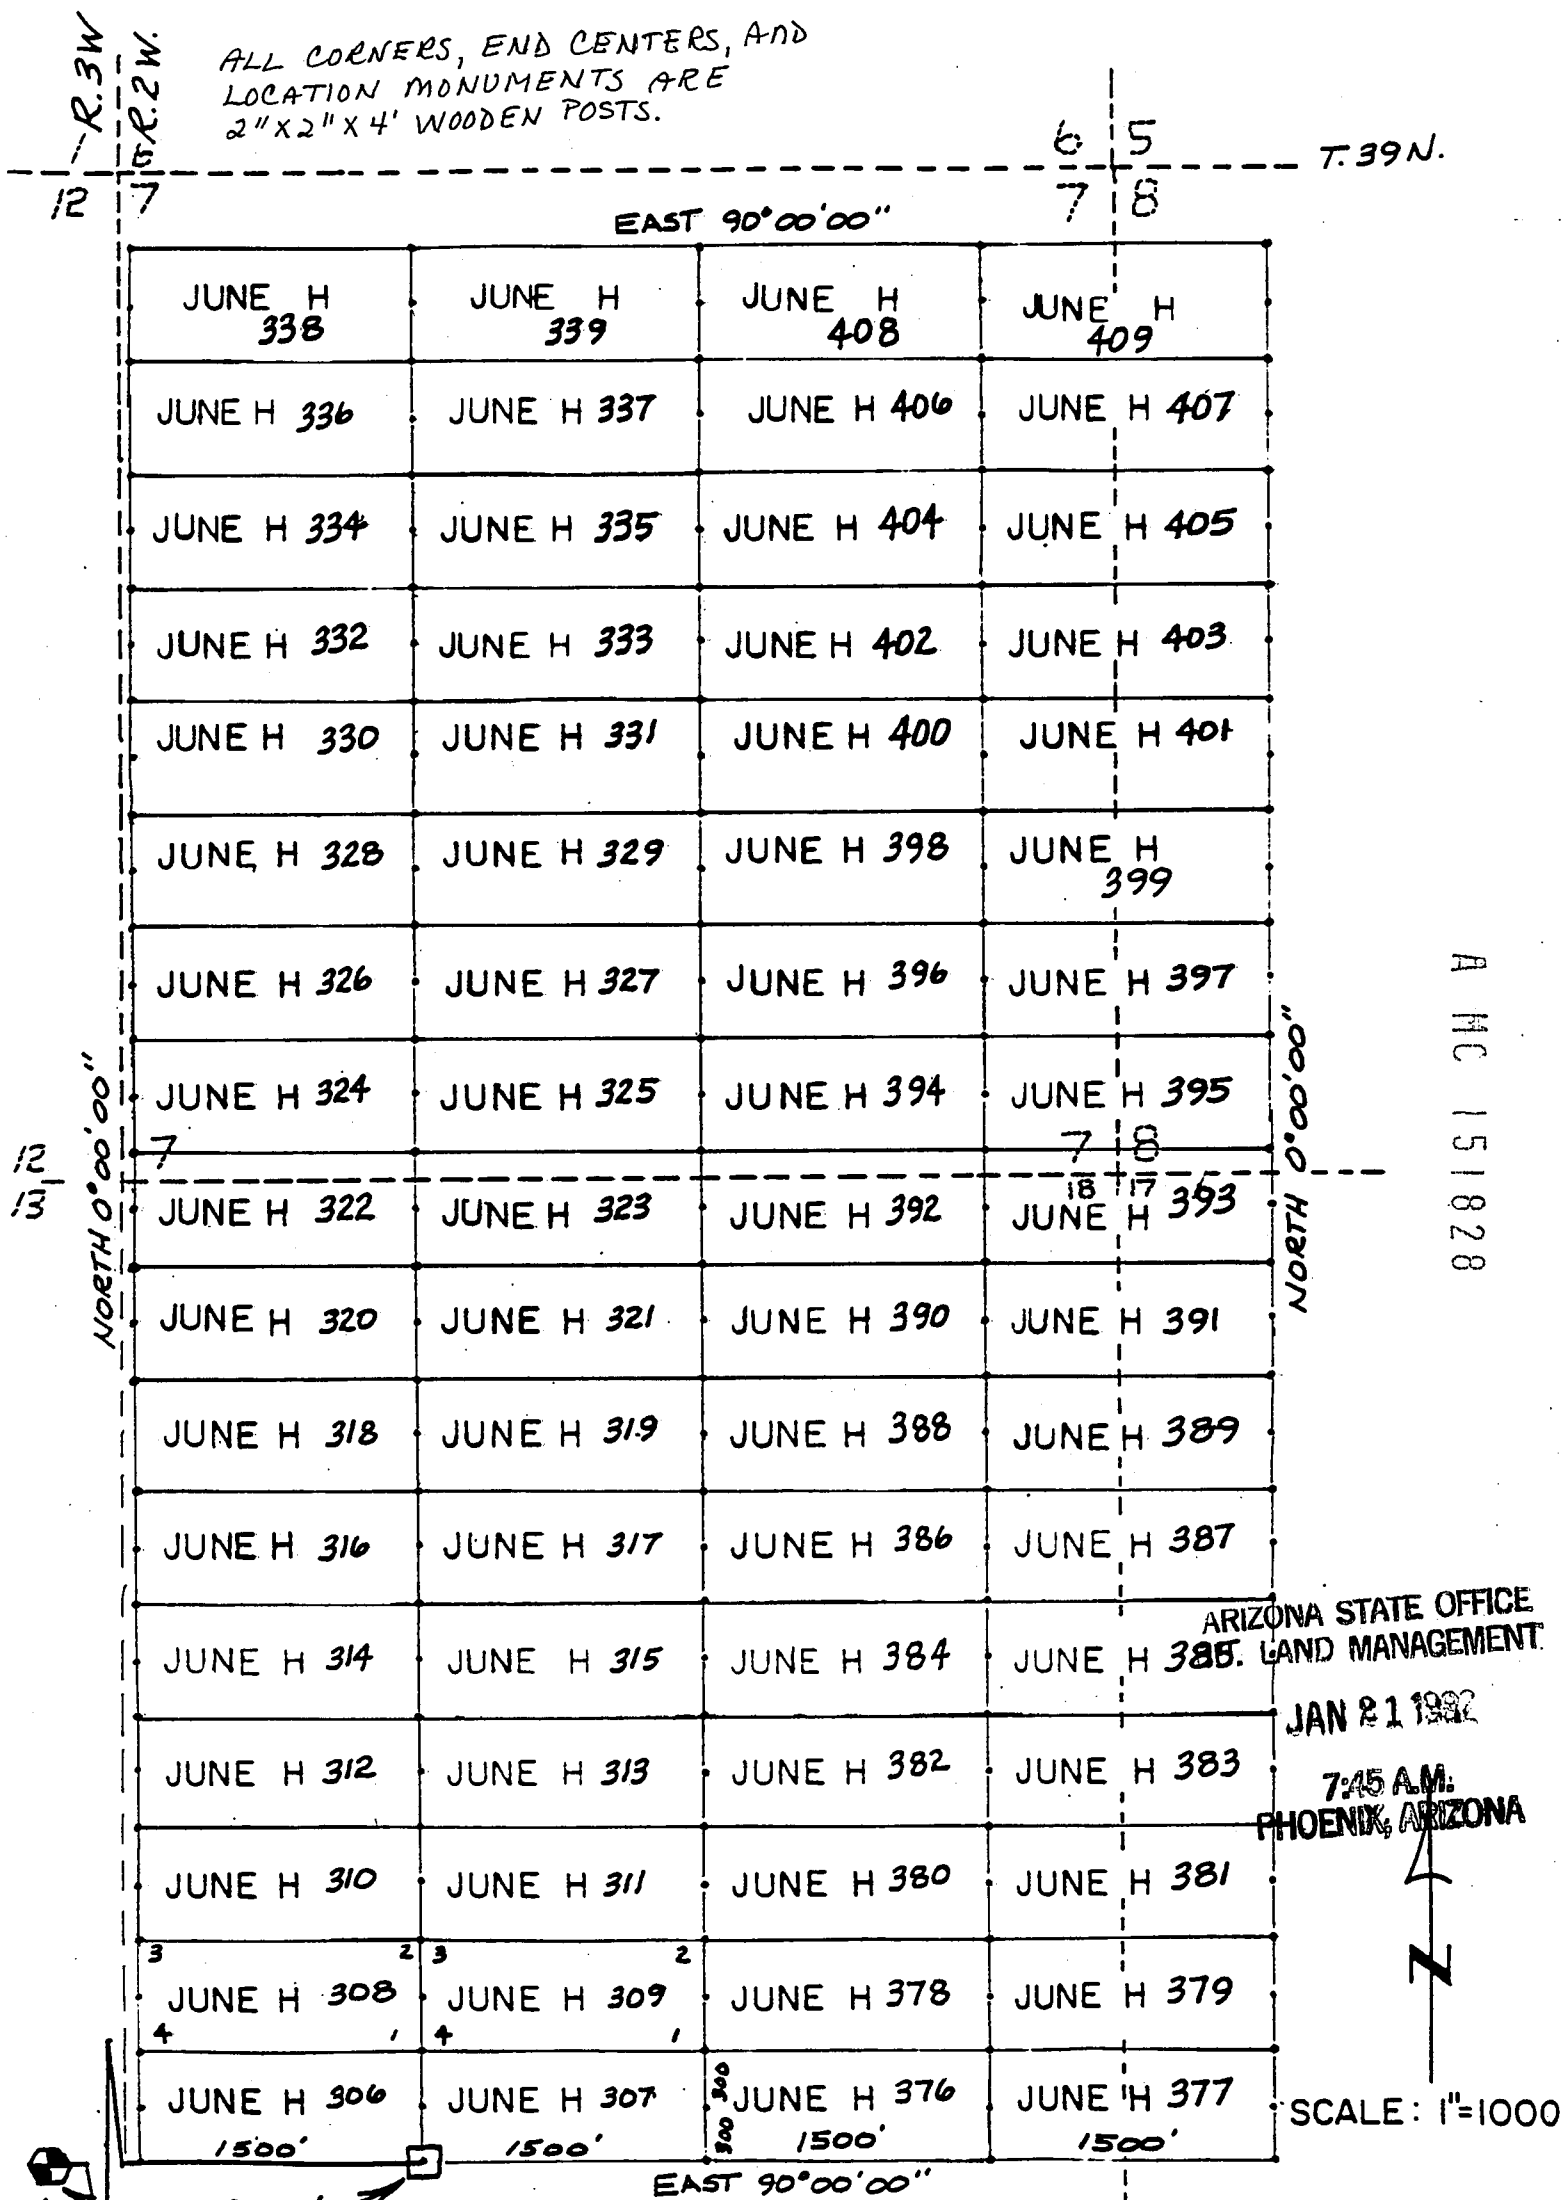 R.3W
R.2W.
ALL CORNERS, END CENTERS, AND
LOCATION MONUMENTS ARE
2"X2"X4' WOODEN POSTS.
6 5
T.39N.
12 7
7 8
EAST 90°00'00"
JUNE H 338
JUNE H 339
JUNE H 408
JUNE H 409
JUNE H 336
JUNE H 337
JUNE H 406
JUNE H 407
JUNE H 334
JUNE H 335
JUNE H 404
JUNE H 405
JUNE H 332
JUNE H 333
JUNE H 402
JUNE H 403
JUNE H 330
JUNE H 331
JUNE H 400
JUNE H 401
JUNE H 328
JUNE H 329
JUNE H 398
JUNE H
399
JUNE H 326
JUNE H 327
JUNE H 396
JUNE H 397
JUNE H 324
JUNE H 325
JUNE H 394
JUNE H 395
NORTH 0°00'00"
NORTH 0°00'00"
A MC 151828
12 7
7 8
13
18 17
JUNE H 322
JUNE H 323
JUNE H 392
JUNE H 393
JUNE H 320
JUNE H 321
JUNE H 390
JUNE H 391
JUNE H 318
JUNE H 319
JUNE H 388
JUNE H 389
JUNE H 316
JUNE H 317
JUNE H 386
JUNE H 387
ARIZONA STATE OFFICE
LAND MANAGEMENT
JUNE H 314
JUNE H 315
JUNE H 384
JUNE H 385
JAN 21 1982
JUNE H 312
JUNE H 313
JUNE H 382
JUNE H 383
7:45 A.M.
PHOENIX, ARIZONA
JUNE H 310
JUNE H 311
JUNE H 380
JUNE H 381
3 2 3 2
JUNE H 308
JUNE H 309
JUNE H 378
JUNE H 379
N
4 1 4 1
JUNE H 306
JUNE H 307
300
300
JUNE H 376
JUNE H 377
SCALE: 1"=1000
1500'
1500'
1500'
1500'
EAST 90°00'00"